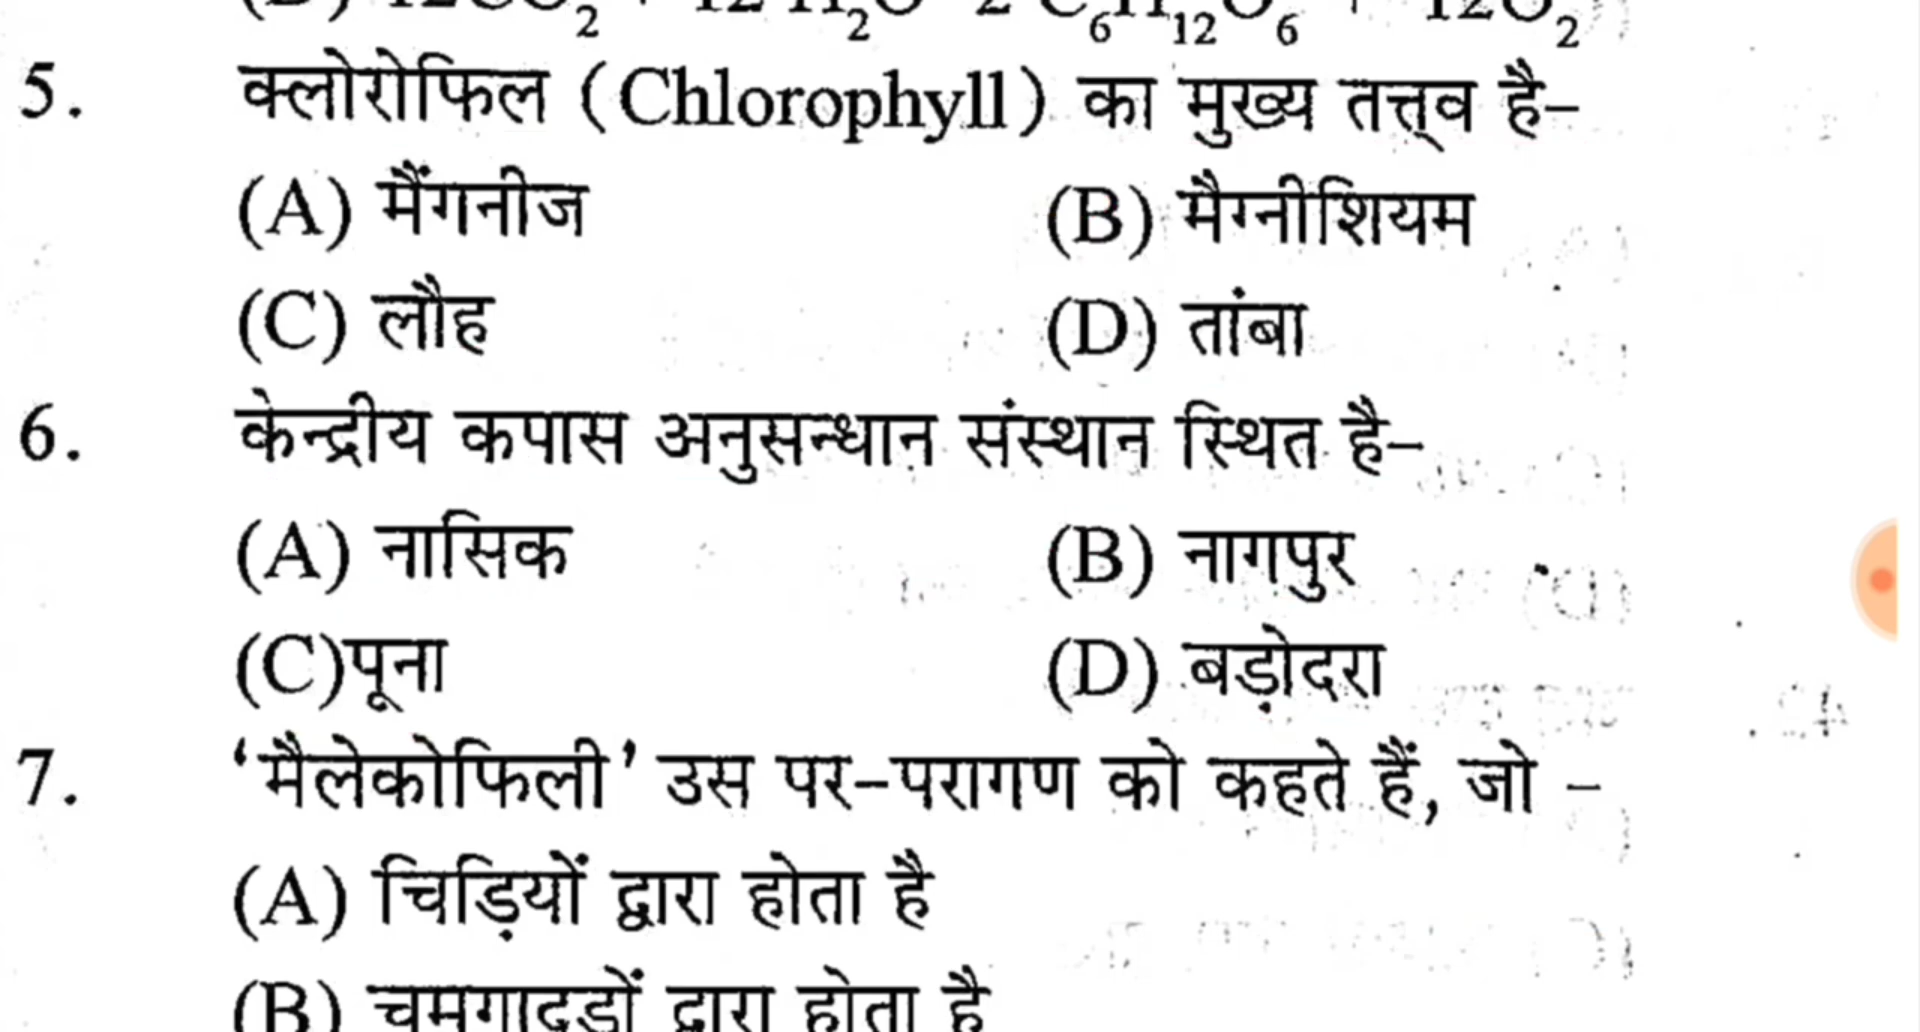 5. क्लोरोफिल (Chlorophyll) का मुख्य तत्त्व है–
(A) मैंगनीज (B) मैग्नीशियम
(C) लौह (D) तांबा
6. केन्द्रीय कपास अनुसन्धान संस्थान स्थित है–
(A) नासिक (B) नागपुर
(C)पूना (D) बड़ोदरा
7. ‘मैलेकोफिली’ उस पर-परागण को कहते हैं, जो –
(A) चिड़ियों द्वारा होता है
(B) चमगादड़ों द्वारा होता है